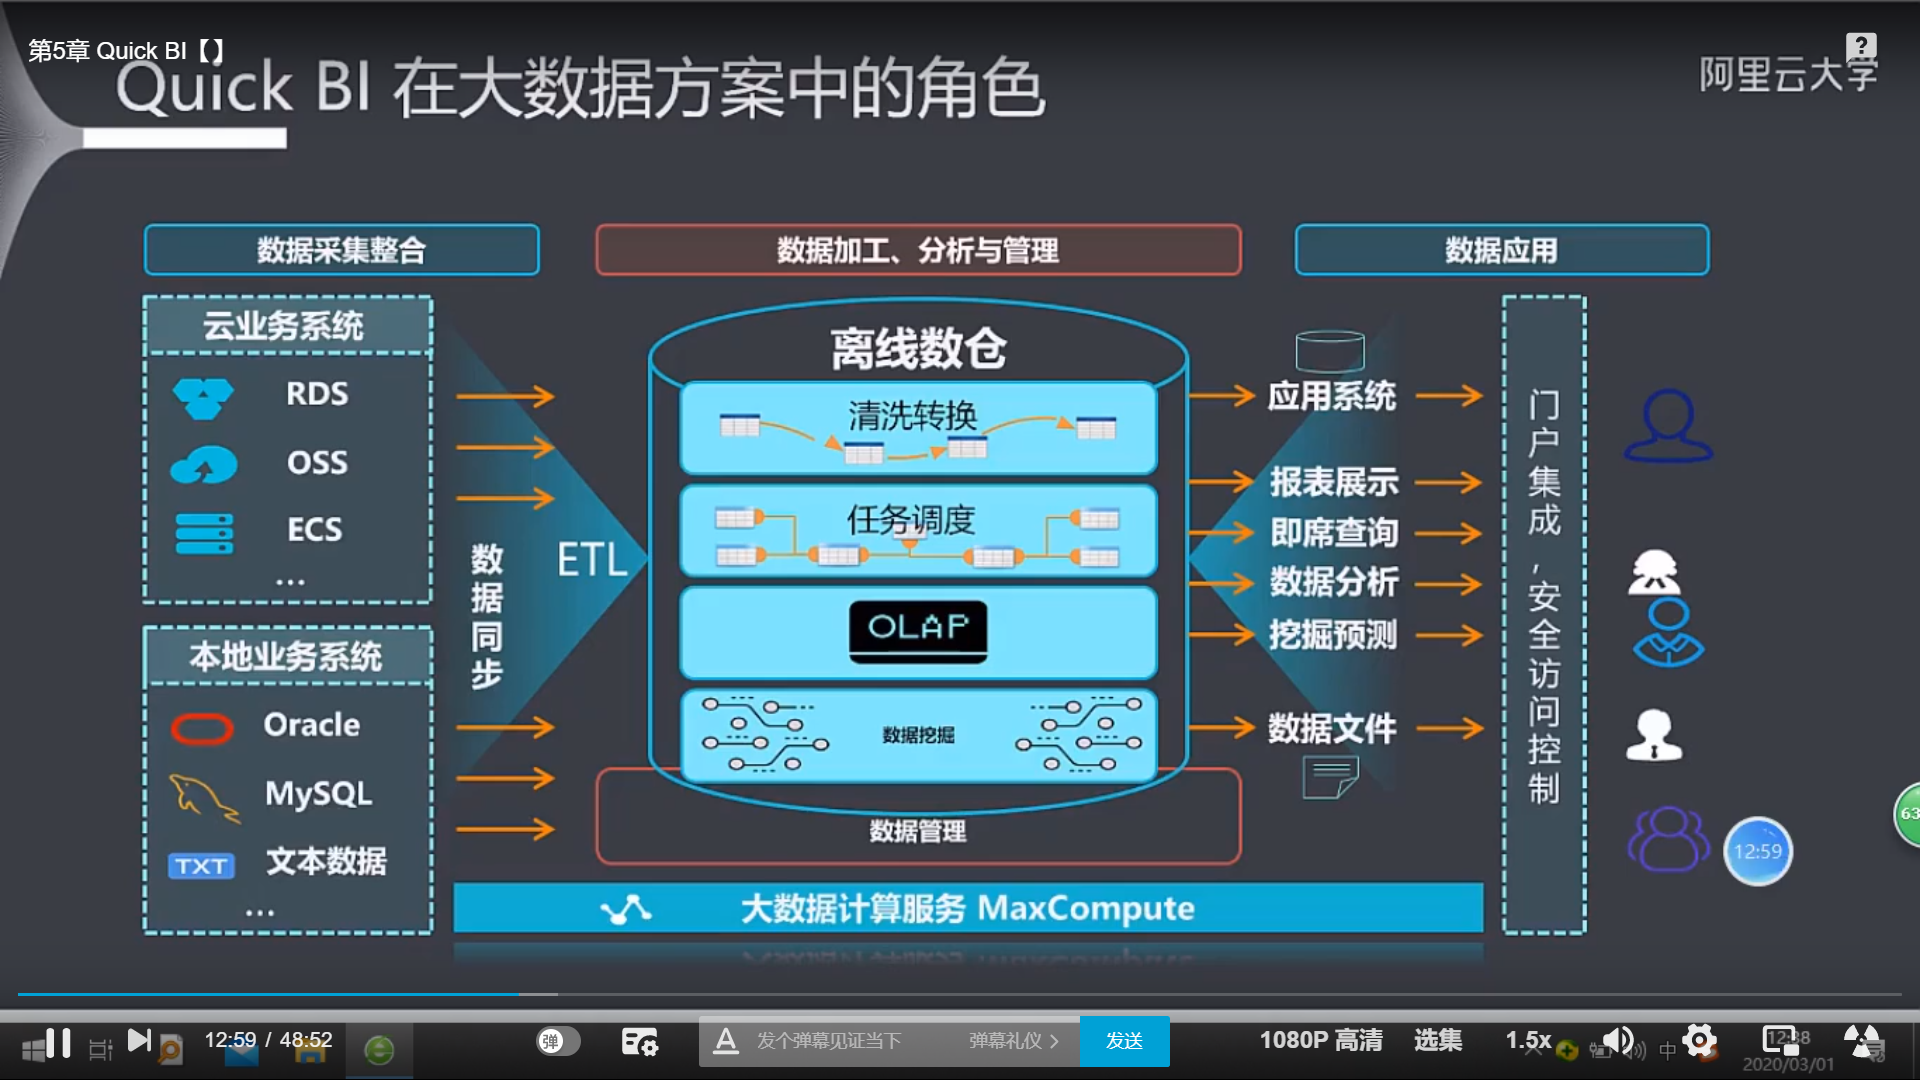 第5章 Quick BI【】
Quick BI 在大数据方案中的角色
阿里云大学
?
数据采集整合
数据加工、分析与管理
数据应用
云业务系统
RDS
OSS
ECS
...
本地业务系统
Oracle
MySQL
TXT
文本数据
...
数据同步
ETL
离线数仓
清洗转换
任务调度
OLAP
数据挖掘
数据管理
大数据计算服务 MaxCompute
应用系统
报表展示
即席查询
数据分析
挖掘预测
数据文件
门户集成,安全访问控制
63
12:59
12:59 / 48:52
弹
A
发个弹幕见证当下
弹幕礼仪 >
发送
1080P 高清
选集
1.5x
中
2020/03/01